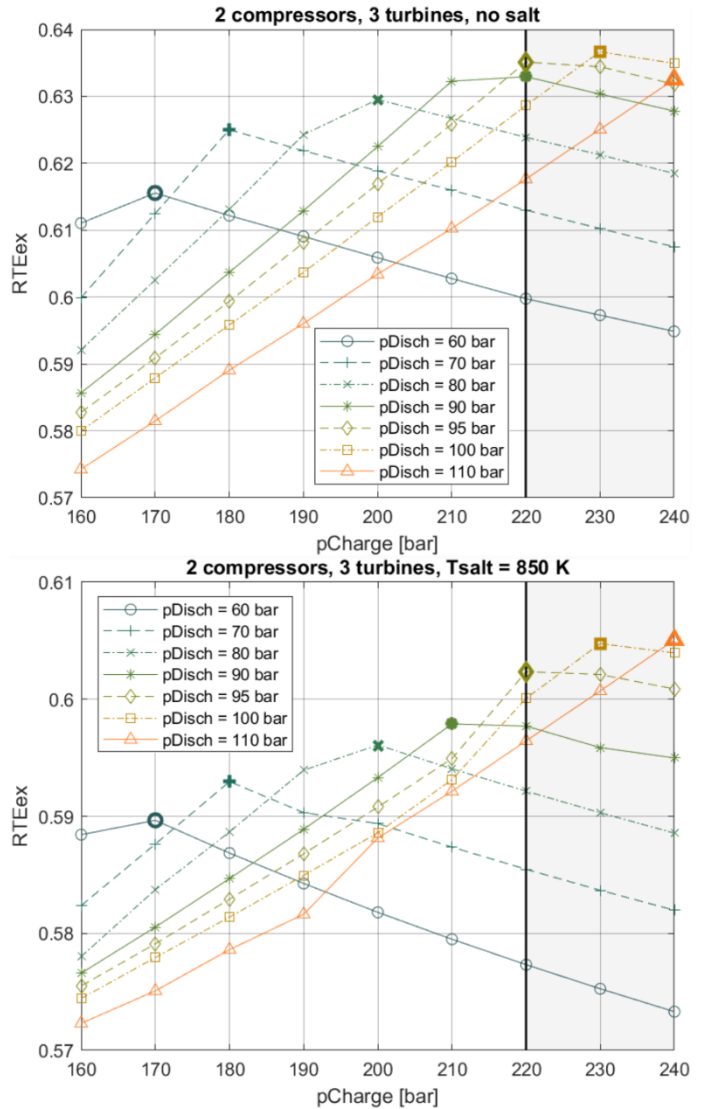 2 compressors, 3 turbines, no salt
0.64
0.63
0.62
0.61
0.6
0.59
0.58
0.57
RTEex
pDisch = 60 bar
pDisch = 70 bar
pDisch = 80 bar
pDisch = 90 bar
pDisch = 95 bar
pDisch = 100 bar
pDisch = 110 bar
160 170 180 190 200 210 220 230 240
pCharge [bar]
2 compressors, 3 turbines, Tsalt = 850 K
0.61
0.6
0.59
0.58
0.57
RTEex
pDisch = 60 bar
pDisch = 70 bar
pDisch = 80 bar
pDisch = 90 bar
pDisch = 95 bar
pDisch = 100 bar
pDisch = 110 bar
160 170 180 190 200 210 220 230 240
pCharge [bar]